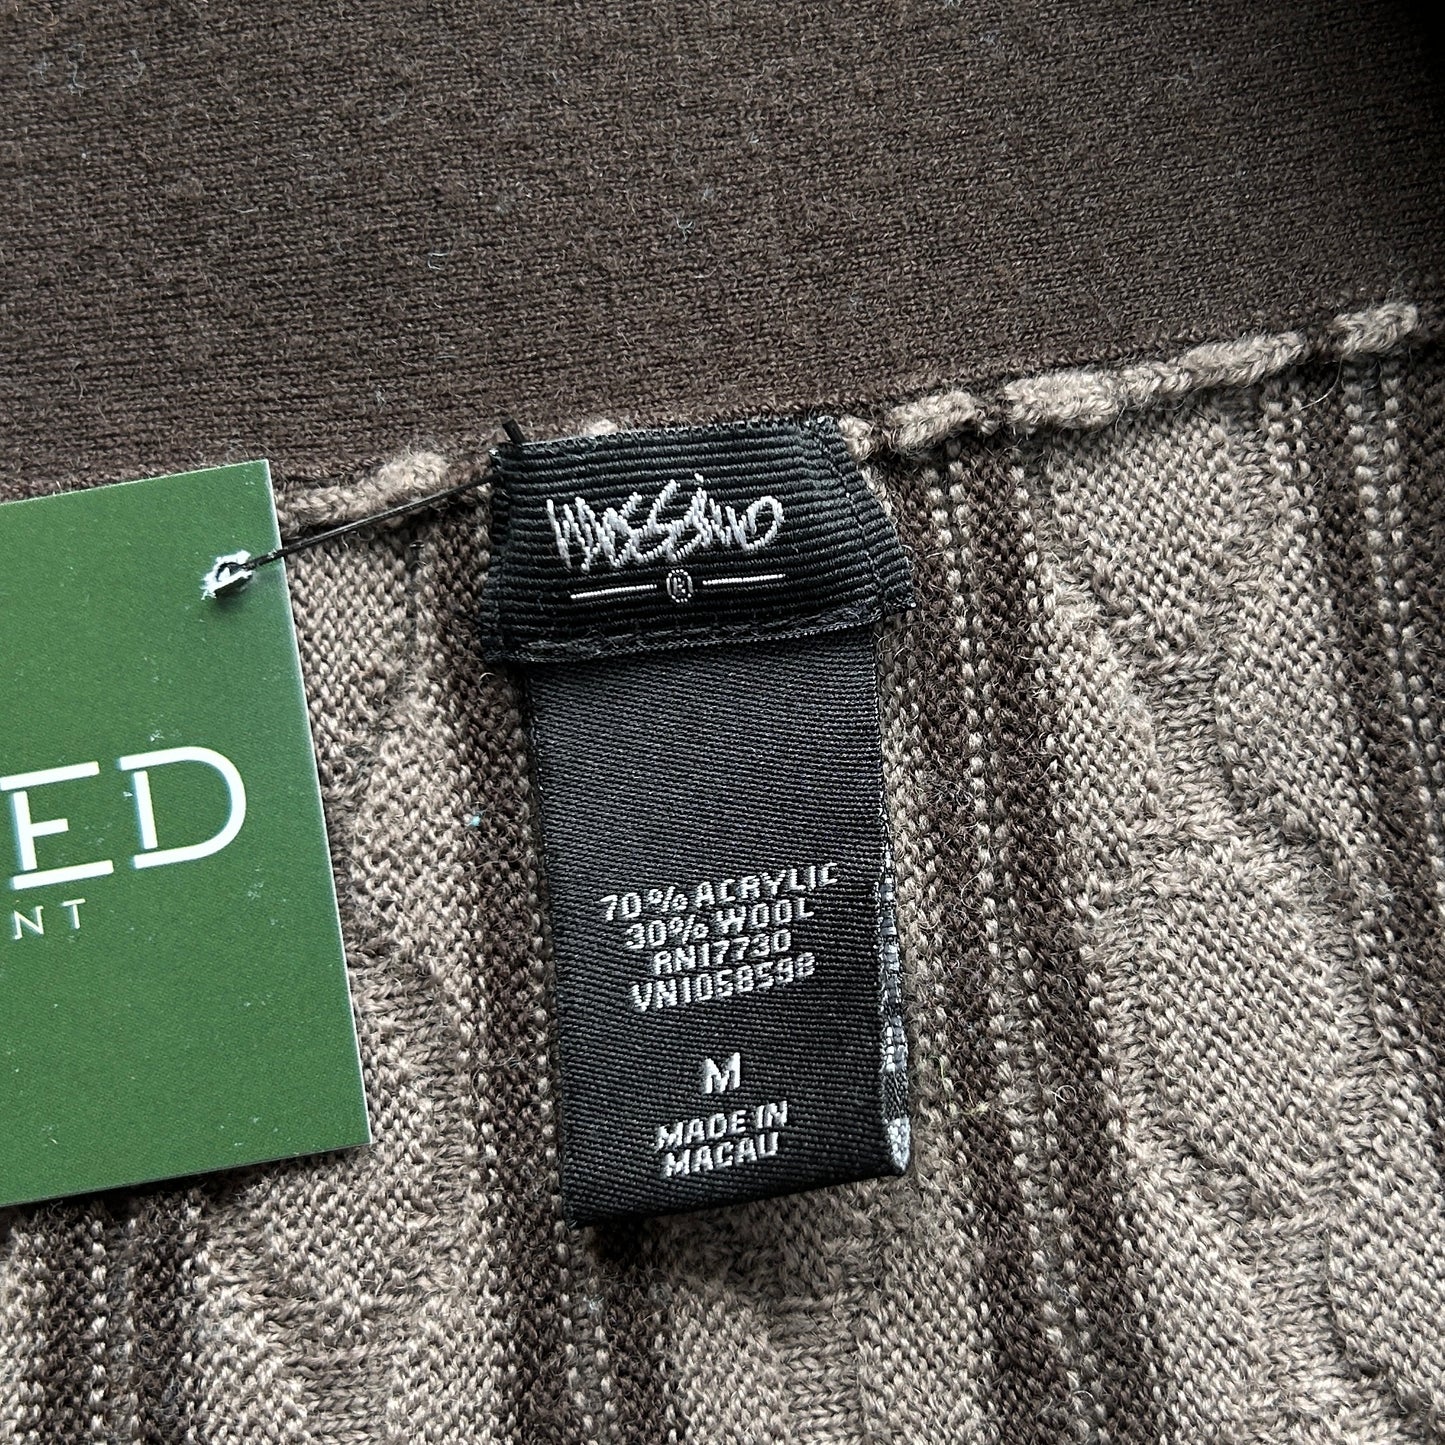 mossimo
®
ED
NT
70% ACRYLIC
30% WOOL
RN17730
VN1058598
M
MADE IN
MACAU